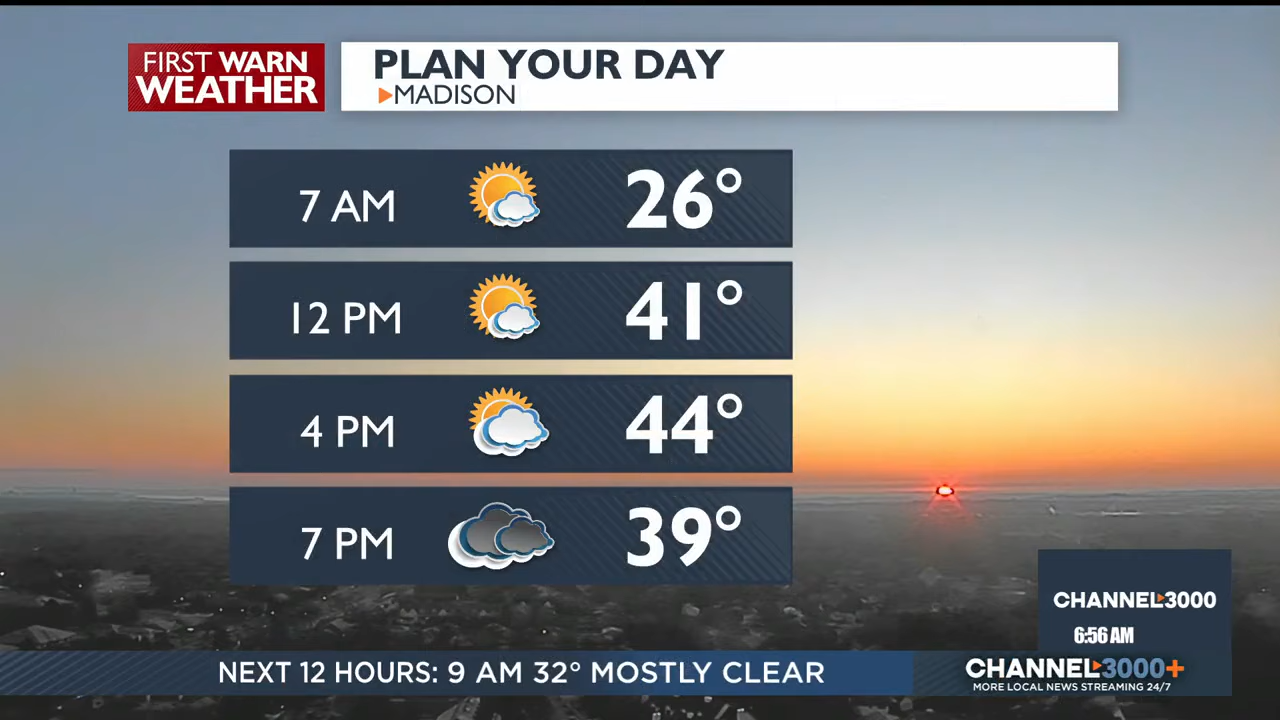 FIRST WARN
WEATHER
PLAN YOUR DAY
MADISON
7 AM 26°
12 PM 41°
4 PM 44°
7 PM 39°
CHANNEL3000
6:56 AM
NEXT 12 HOURS: 9 AM 32° MOSTLY CLEAR
CHANNEL3000+
MORE LOCAL NEWS STREAMING 24/7